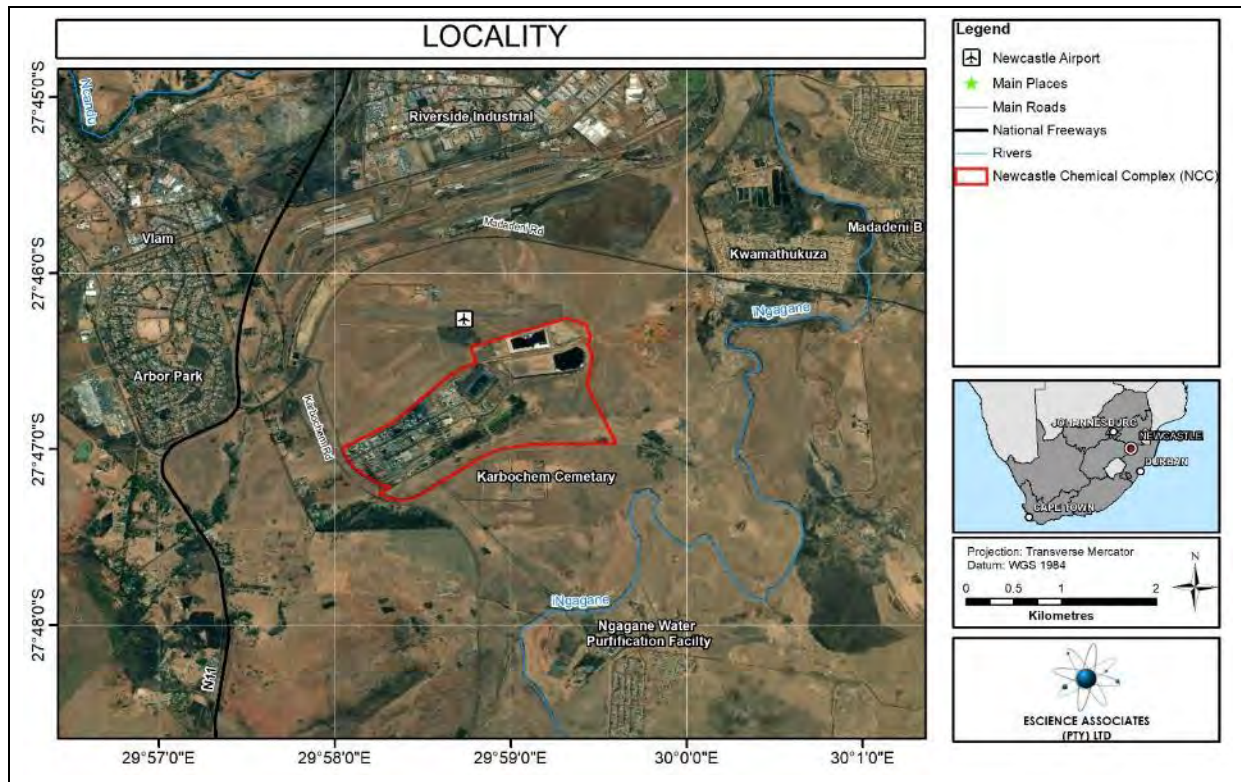 LOCALITY
27°45'0"S
27°46'0"S
27°47'0"S
27°48'0"S
29°57'0"E
29°58'0"E
29°59'0"E
30°0'0"E
30°1'0"E
Ncandu
Riverside Industrial
Vlam
Madadeni Rd
Madadeni B
Kwamathukuza
iNgagane
Arbor Park
Karbochem Rd
Karbochem Cemetary
iNgagane
Ngagane Water
Purtification Facilty
N11
Legend
Newcastle Airport
Main Places
Main Roads
National Freeways
Rivers
Newcastle Chemical Complex (NCC)
JOHANNESBURG
NEWCASTLE
DURBAN
CAPE TOWN
Projection: Transverse Mercator
Datum: WGS 1984
N
0 0.5 1 2
Kilometres
ESCIENCE ASSOCIATES
(PTY) LTD